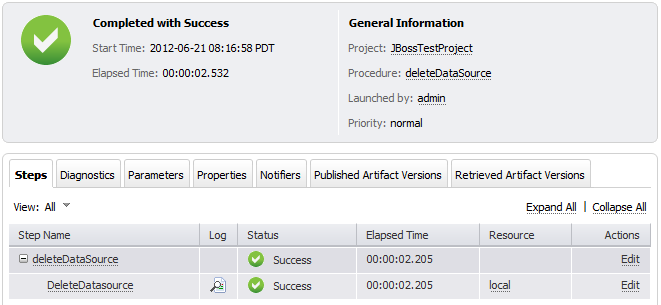 Completed with Success
Start Time: 2012-06-21 08:16:58 PDT
Elapsed Time: 00:00:02.532
General Information
Project: JBossTestProject
Procedure: deleteDataSource
Launched by: admin
Priority: normal
Steps Diagnostics Parameters Properties Notifiers Published Artifact Versions Retrieved Artifact Versions
View: All Expand All | Collapse All
Step Name Log Status Elapsed Time Resource Actions
deleteDataSource Success 00:00:02.205 Edit
DeleteDatasource Success 00:00:02.205 local Edit